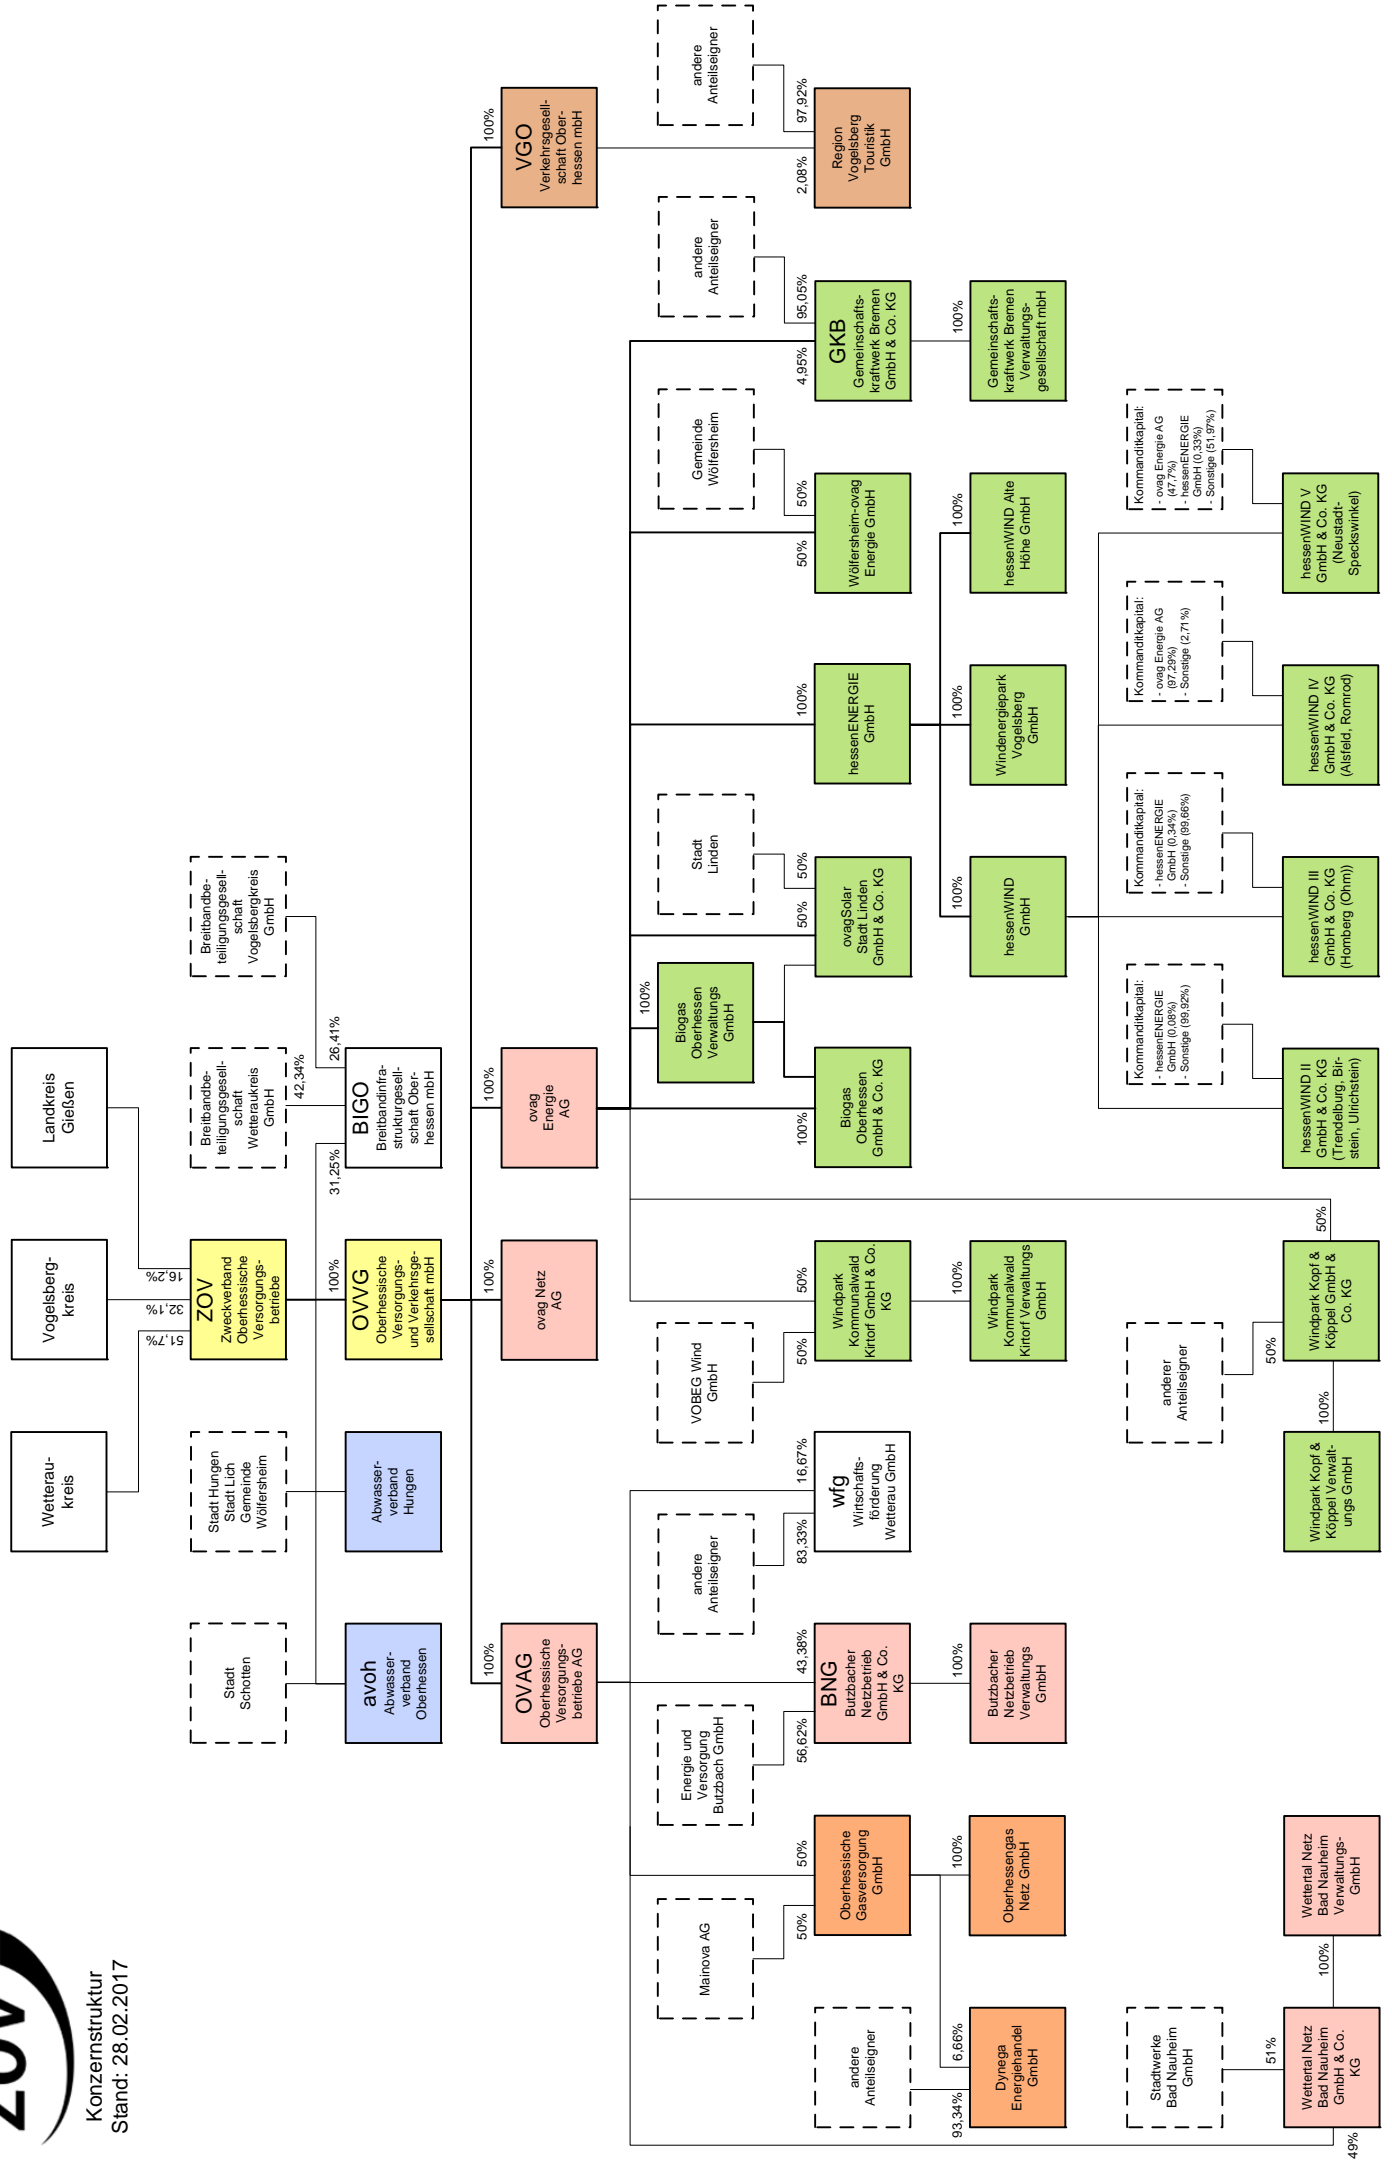 ZOV
Konzernstruktur
Stand: 28.02.2017
Wetterau-
kreis
Vogelsberg-
kreis
Landkreis
Gießen
51,7%
32,1%
16,2%
Stadt
Schotten
Stadt Hungen
Stadt Lich
Gemeinde
Wölfersheim
ZOV
Zweckverband
Oberhessische
Versorgungs-
betriebe
Breitbandbe-
teiligungsgesell-
schaft
Wetteraukreis
GmbH
Breitbandbe-
teiligungsgesell-
schaft
Vogelsbergkreis
GmbH
100%
31,25%
42,34%
26,41%
avoh
Abwasser-
verband
Oberhessen
Abwasser-
verband
Hungen
OVVG
Oberhessische
Versorgungs-
und Verkehrsge-
sellschaft mbH
BIGO
Breitbandinfra-
strukturgesell-
schaft Ober-
hessen mbH
100%
100%
100%
100%
OVAG
Oberhessische
Versorgungs-
betriebe AG
ovag Netz
AG
ovag
Energie
AG
VGO
Verkehrsgesell-
schaft Ober-
hessen mbH
Mainova AG
Energie und
Versorgung
Butzbach GmbH
andere
Anteilseigner
VOBEG Wind
GmbH
100%
Biogas
Oberhessen
Verwaltungs
GmbH
Stadt
Linden
Gemeinde
Wölfersheim
andere
Anteilseigner
andere
Anteilseigner
50%
50%
56,62%
43,38%
83,33%
16,67%
50%
50%
100%
50%
50%
100%
50%
50%
4,95%
95,05%
2,08%
97,92%
andere
Anteilseigner
Oberhessische
Gasversorgung
GmbH
BNG
Butzbacher
Netzbetrieb
GmbH & Co.
KG
wfg
Wirtschafts-
förderung
Wetterau GmbH
Windpark
Kommunalwald
Kirtorf GmbH & Co.
KG
Biogas
Oberhessen
GmbH & Co. KG
ovagSolar
Stadt Linden
GmbH & Co. KG
hessenENERGIE
GmbH
Wölfersheim-ovag
Energie GmbH
GKB
Gemeinschafts-
kraftwerk Bremen
GmbH & Co. KG
Region
Vogelsberg
Touristik
GmbH
93,34%
6,66%
100%
100%
100%
100%
100%
100%
100%
Dynega
Energiehandel
GmbH
Oberhessengas
Netz GmbH
Butzbacher
Netzbetrieb
Verwaltungs
GmbH
Windpark
Kommunalwald
Kirtorf Verwaltungs
GmbH
hessenWIND
GmbH
Windenergiepark
Vogelsberg
GmbH
hessenWIND Alte
Höhe GmbH
Gemeinschafts-
kraftwerk Bremen
Verwaltungs-
gesellschaft mbH
Stadtwerke
Bad Nauheim
GmbH
anderer
Anteilseigner
Kommanditkapital:
- hessenENERGIE
GmbH (0,08%)
- Sonstige (99,92%)
Kommanditkapital:
- hessenENERGIE
GmbH (0,34%)
- Sonstige (99,66%)
Kommanditkapital:
- ovag Energie AG
(97,29%)
- Sonstige (2,71%)
Kommanditkapital:
- ovag Energie AG
(47,7%)
- hessenENERGIE
GmbH (0,33%)
- Sonstige (51,97%)
49%
51%
100%
100%
50%
50%
Wettertal Netz
Bad Nauheim
GmbH & Co.
KG
Wettertal Netz
Bad Nauheim
Verwaltungs-
GmbH
Windpark Kopf &
Köppel Verwalt-
ungs GmbH
Windpark Kopf &
Köppel GmbH &
Co. KG
hessenWIND II
GmbH & Co. KG
(Trendelburg, Bir-
stein, Ulrichstein)
hessenWIND III
GmbH & Co. KG
(Homberg (Ohm))
hessenWIND IV
GmbH & Co. KG
(Alsfeld, Romrod)
hessenWIND V
GmbH & Co. KG
(Neustadt-
Speckswinkel)